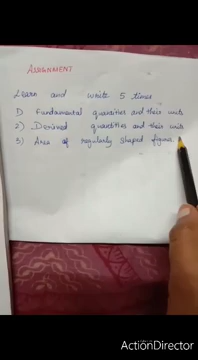 ASSIGNMENT
Learn and write 5 times
1) Fundamental quantities and their units
2) Derived quantities and their units
3) Area of regularly shaped figures.
ActionDirector